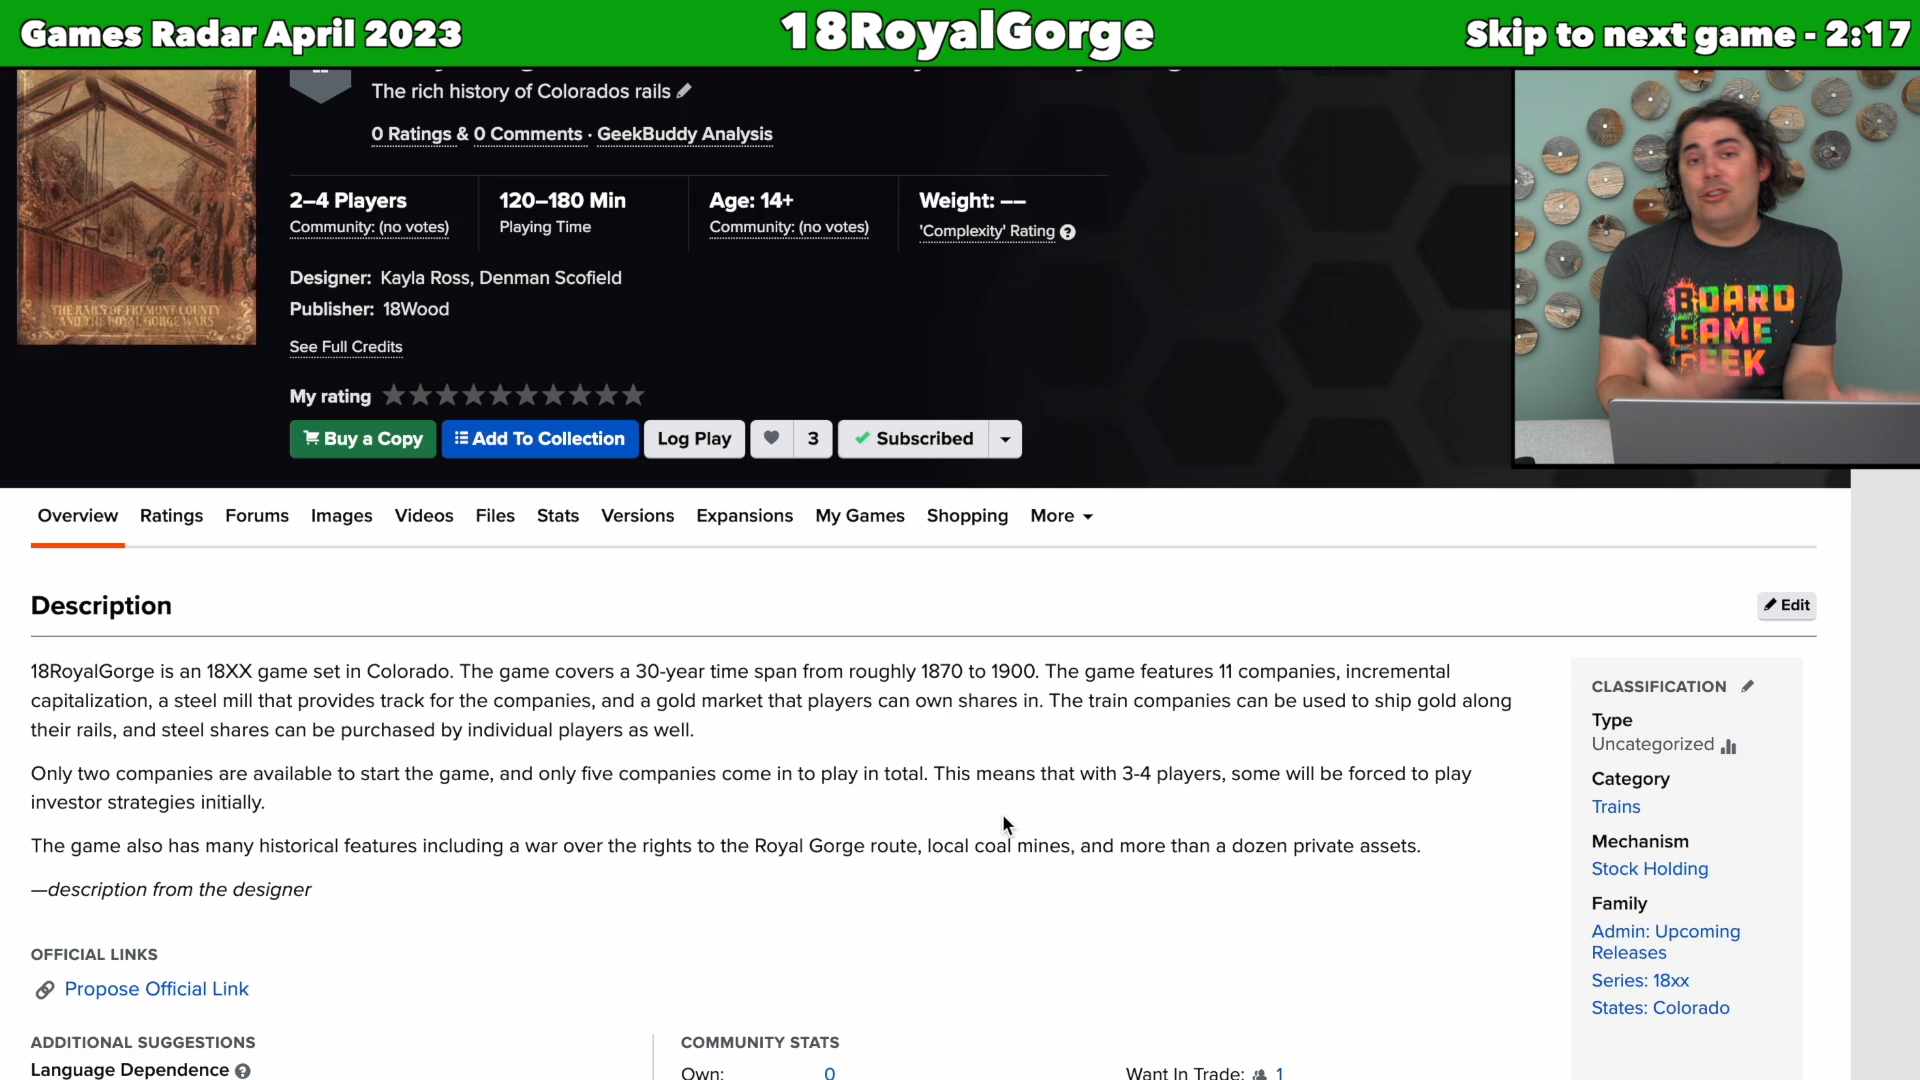 Games Radar April 2023
18RoyalGorge
Skip to next game - 2:17
The rich history of Colorados rails
0 Ratings & 0 Comments · GeekBuddy Analysis
2–4 Players
Community: (no votes)
120–180 Min
Playing Time
Age: 14+
Community: (no votes)
Weight: ––
'Complexity' Rating
Designer: Kayla Ross, Denman Scofield
Publisher: 18Wood
See Full Credits
My rating
Buy a Copy
Add To Collection
Log Play
3
Subscribed
THE RAILS OF FREMONT COUNTY
AND THE ROYAL GORGE WARS
BOARD
GAME
GEEK
Overview
Ratings
Forums
Images
Videos
Files
Stats
Versions
Expansions
My Games
Shopping
More
Description
Edit
18RoyalGorge is an 18XX game set in Colorado. The game covers a 30-year time span from roughly 1870 to 1900. The game features 11 companies, incremental
capitalization, a steel mill that provides track for the companies, and a gold market that players can own shares in. The train companies can be used to ship gold along
their rails, and steel shares can be purchased by individual players as well.
Only two companies are available to start the game, and only five companies come in to play in total. This means that with 3-4 players, some will be forced to play
investor strategies initially.
The game also has many historical features including a war over the rights to the Royal Gorge route, local coal mines, and more than a dozen private assets.
—description from the designer
CLASSIFICATION
Type
Uncategorized
Category
Trains
Mechanism
Stock Holding
Family
Admin: Upcoming
Releases
Series: 18xx
States: Colorado
OFFICIAL LINKS
Propose Official Link
ADDITIONAL SUGGESTIONS
Language Dependence
COMMUNITY STATS
Own: 0
Want In Trade: 1